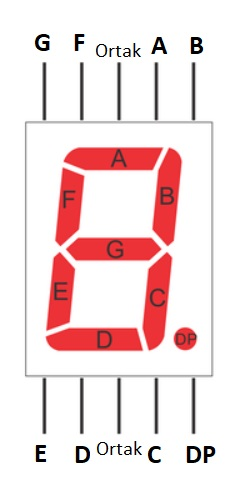 G F Ortak A B
A
F B
G
E C
D DP
E D Ortak C DP